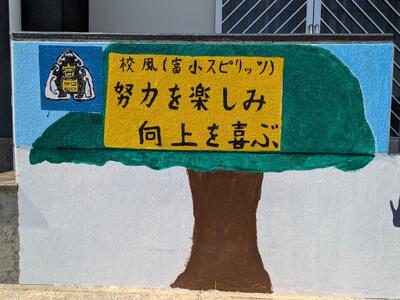 校風(富小スピリッツ)
努力を楽しみ
向上を喜ぶ